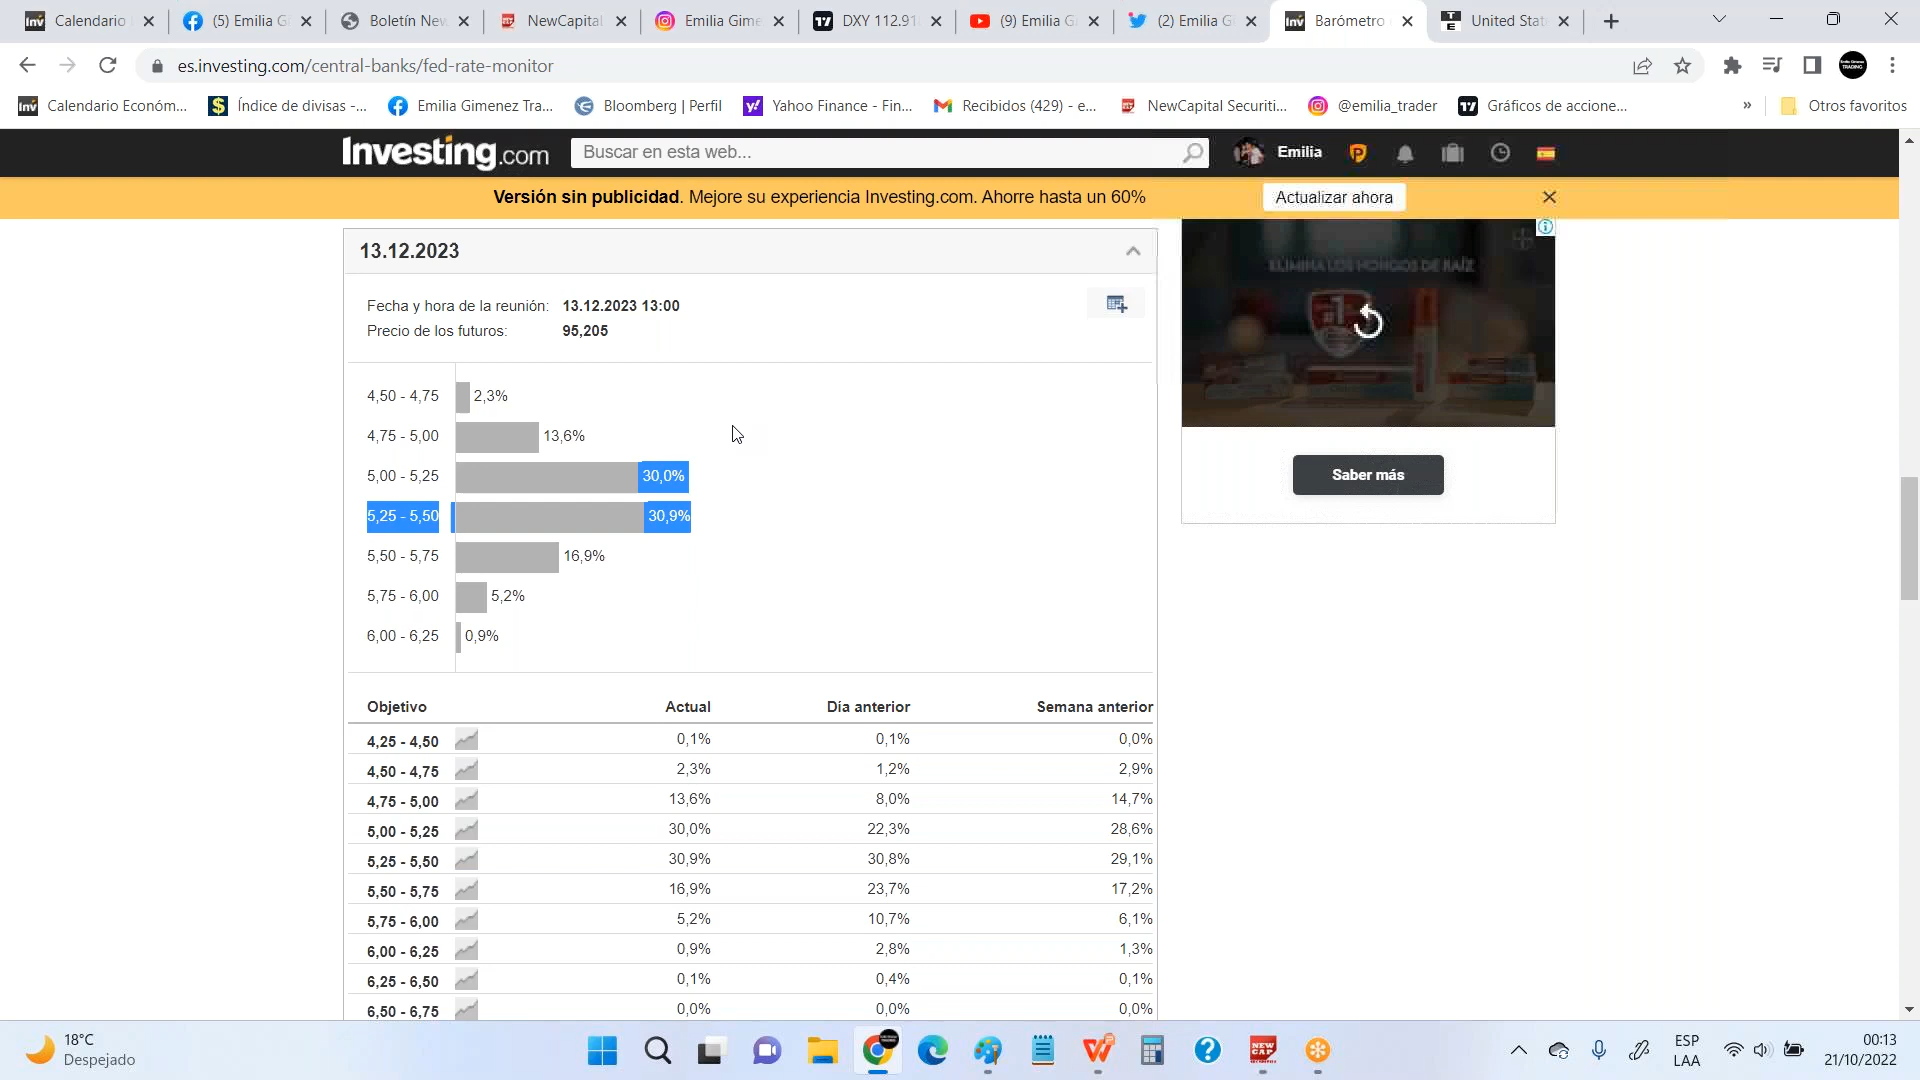 Calendario
(5) Emilia Gi
Boletín New
NewCapital
Emilia Gime
DXY 112.91
(9) Emilia G
(2) Emilia G
Barómetro
United Stat
es.investing.com/central-banks/fed-rate-monitor
Calendario Económ...
Índice de divisas -...
Emilia Gimenez Tra...
Bloomberg | Perfil
Yahoo Finance - Fin...
Recibidos (429) - e...
NewCapital Securiti...
@emilia_trader
Gráficos de accione...
»
Otros favoritos
Investing.com
Buscar en esta web...
Emilia
Versión sin publicidad. Mejore su experiencia Investing.com. Ahorre hasta un 60%
Actualizar ahora
13.12.2023
Fecha y hora de la reunión: 13.12.2023 13:00
Precio de los futuros: 95,205
4,50 - 4,75 2,3%
4,75 - 5,00 13,6%
5,00 - 5,25 30,0%
5,25 - 5,50 30,9%
5,50 - 5,75 16,9%
5,75 - 6,00 5,2%
6,00 - 6,25 0,9%
ELIMINA LOS HONGOS DE RAÍZ
#1
Saber más
Objetivo Actual Día anterior Semana anterior
4,25 - 4,50 0,1% 0,1% 0,0%
4,50 - 4,75 2,3% 1,2% 2,9%
4,75 - 5,00 13,6% 8,0% 14,7%
5,00 - 5,25 30,0% 22,3% 28,6%
5,25 - 5,50 30,9% 30,8% 29,1%
5,50 - 5,75 16,9% 23,7% 17,2%
5,75 - 6,00 5,2% 10,7% 6,1%
6,00 - 6,25 0,9% 2,8% 1,3%
6,25 - 6,50 0,1% 0,4% 0,1%
6,50 - 6,75 0,0% 0,0% 0,0%
18°C
Despejado
NEW
CAP
ESP
LAA
00:13
21/10/2022